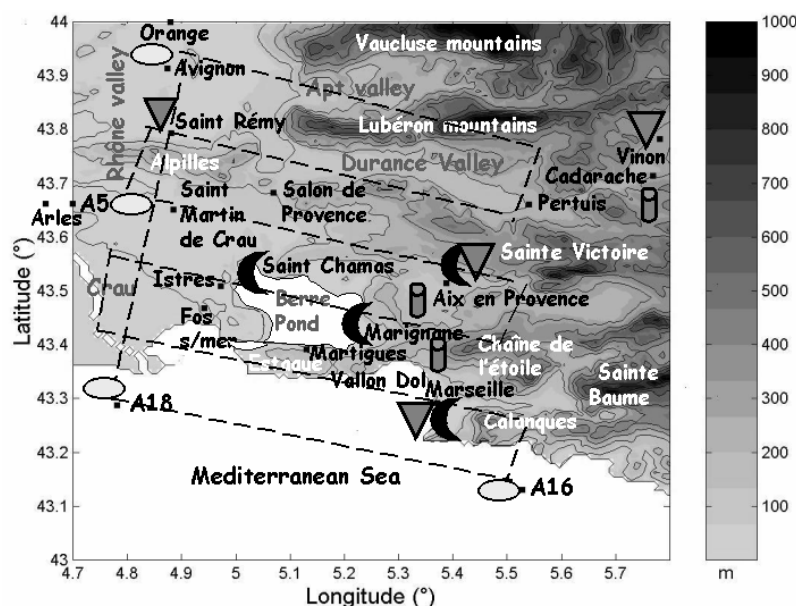 44
43.9
43.8
43.7
43.6
43.5
43.4
43.3
43.2
43.1
43
Latitude (°)
Orange
Avignon
Vaucluse mountains
Rhône valley
Apt valley
Saint Rémy
Lubéron mountains
Vinon
Alpilles
Durance Valley
Cadarache
A5
Arles
Saint
Martin
de Crau
Salon de
Provence
Pertuis
Sainte Victoire
Crau
Istres
Saint Chamas
Aix en Provence
Berre
Pond
Fos
s/mer
Marignane
Martigues
Estaque
Chaîne de
l'étoile
Vallon Dol
Marseille
Sainte
Baume
A18
Calanques
Mediterranean Sea
A16
4.7 4.8 4.9 5 5.1 5.2 5.3 5.4 5.5 5.6 5.7
Longitude (°)
1000
900
800
700
600
500
400
300
200
100
m